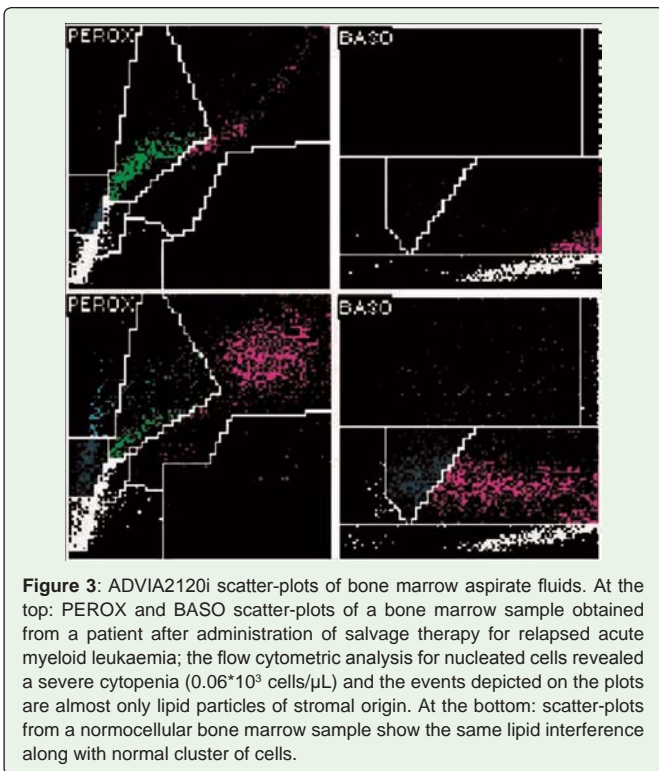 PEROX
BASO
PEROX
BASO
Figure 3: ADVIA2120i scatter-plots of bone marrow aspirate fluids. At the
top: PEROX and BASO scatter-plots of a bone marrow sample obtained
from a patient after administration of salvage therapy for relapsed acute
myeloid leukaemia; the flow cytometric analysis for nucleated cells revealed
a severe cytopenia (0.06*10³ cells/µL) and the events depicted on the plots
are almost only lipid particles of stromal origin. At the bottom: scatter-plots
from a normocellular bone marrow sample show the same lipid interference
along with normal cluster of cells.